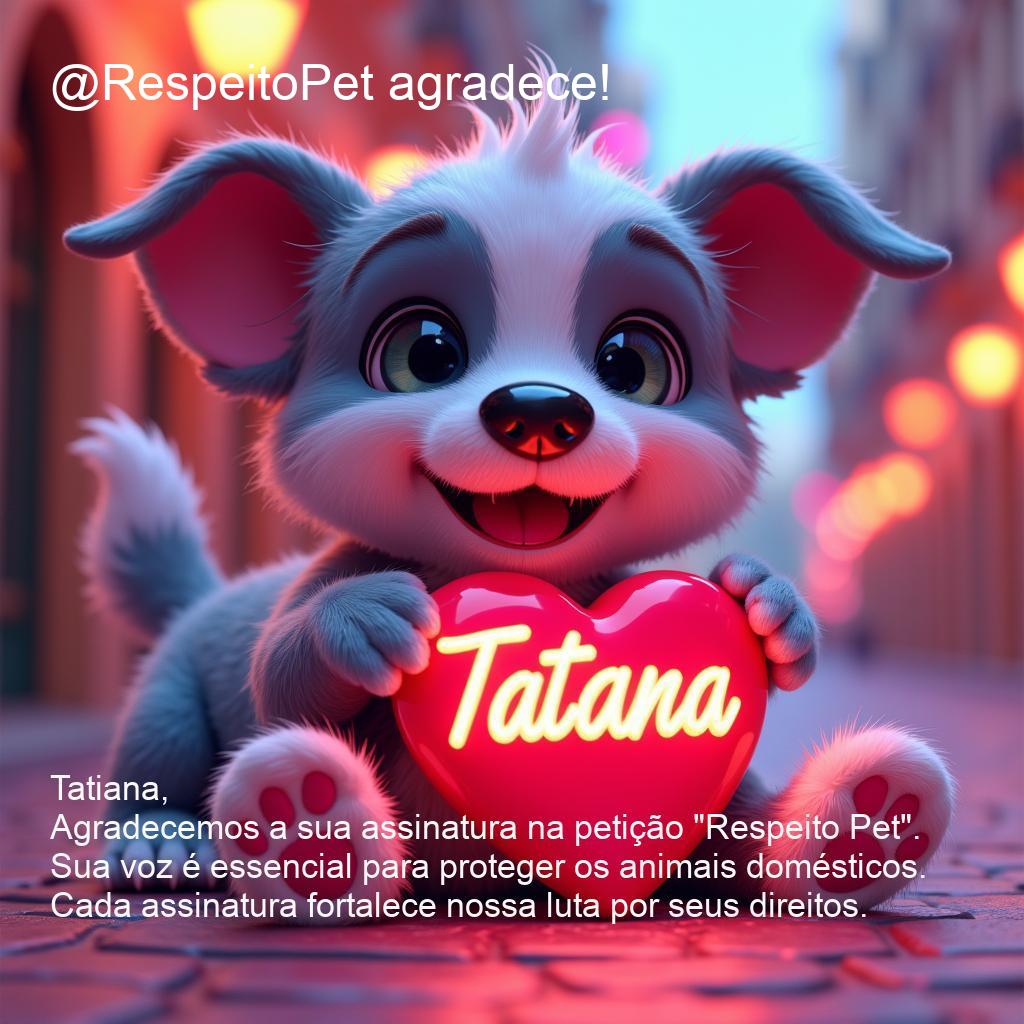 @RespeitoPet agradece!
Tatana
Tatiana,
Agradecemos a sua assinatura na petição "Respeito Pet".
Sua voz é essencial para proteger os animais domésticos.
Cada assinatura fortalece nossa luta por seus direitos.